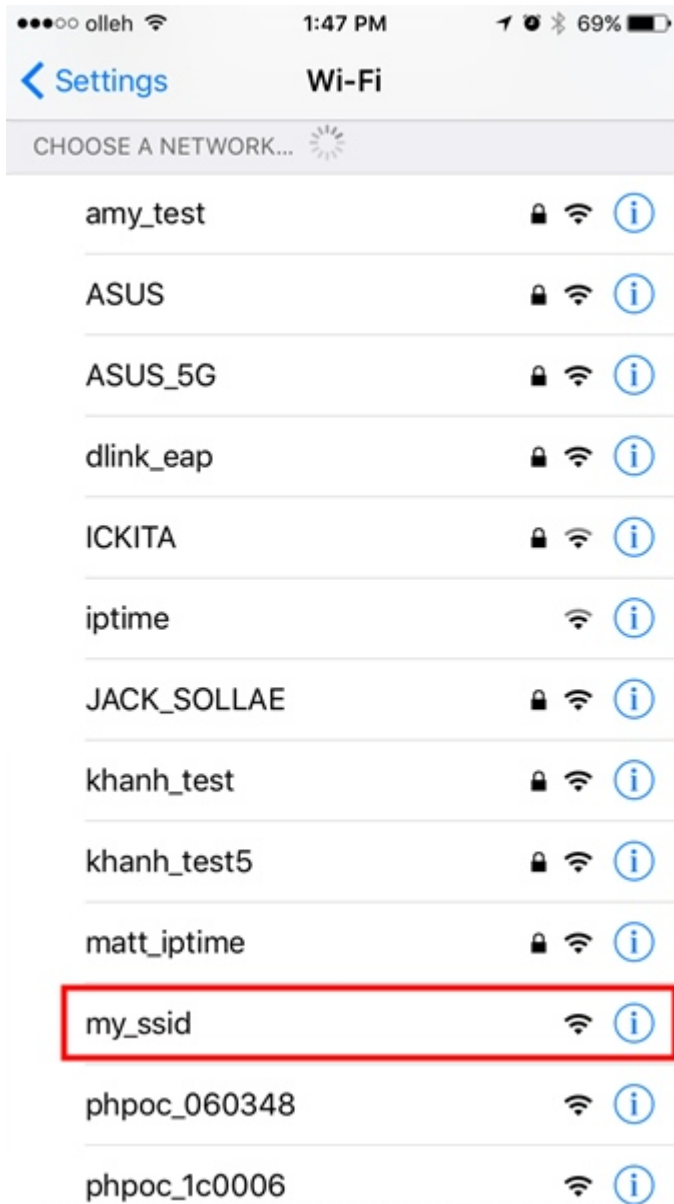 olleh 1:47 PM 69%
Settings Wi-Fi
CHOOSE A NETWORK...
amy_test
ASUS
ASUS_5G
dlink_eap
ICKITA
iptime
JACK_SOLLAE
khanh_test
khanh_test5
matt_iptime
my_ssid
phpoc_060348
phpoc_1c0006